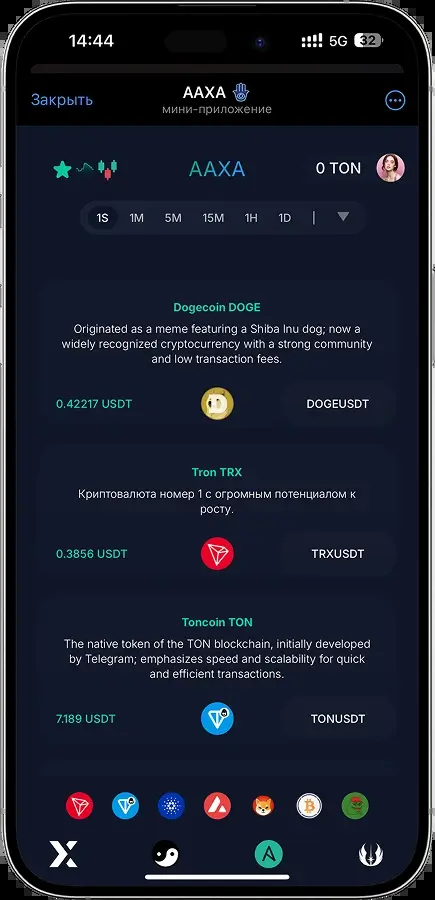 14:44
5G 32
Закрыть
AAXA
мини-приложение
AAXA
0 TON
1S 1M 5M 15M 1H 1D |
Dogecoin DOGE
Originated as a meme featuring a Shiba Inu dog; now a
widely recognized cryptocurrency with a strong community
and low transaction fees.
0.42217 USDT
DOGEUSDT
Tron TRX
Криптовалюта номер 1 с огромным потенциалом к
росту.
0.3856 USDT
TRXUSDT
Toncoin TON
The native token of the TON blockchain, initially developed
by Telegram; emphasizes speed and scalability for quick
and efficient transactions.
7.189 USDT
TONUSDT